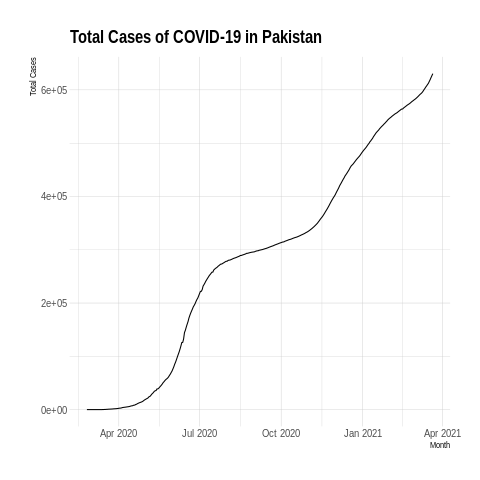 Total Cases of COVID-19 in Pakistan
Total Cases
6e+05
4e+05
2e+05
0e+00
Apr 2020 Jul 2020 Oct 2020 Jan 2021 Apr 2021
Month